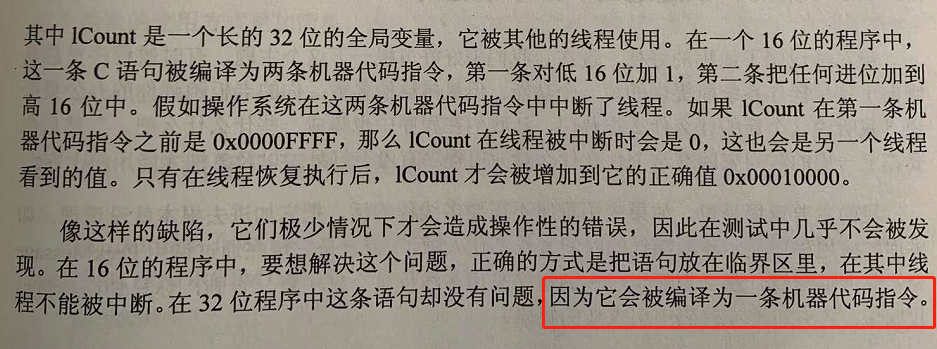 其中 lCount 是一个长的 32 位的全局变量，它被其他的线程使用。在一个 16 位的程序中，
这一条 C 语句被编译为两条机器代码指令，第一条对低 16 位加 1，第二条把任何进位加到
高 16 位中。假如操作系统在这两条机器代码指令中中断了线程。如果 lCount 在第一条机
器代码指令之前是 0x0000FFFF，那么 lCount 在线程被中断时会是 0，这也会是另一个线程
看到的值。只有在线程恢复执行后，lCount 才会被增加到它的正确值 0x00010000。
像这样的缺陷，它们极少情况下才会造成操作性的错误，因此在测试中几乎不会被发
现。在 16 位的程序中，要想解决这个问题，正确的方式是把语句放在临界区里，在其中线
程不能被中断。在 32 位程序中这条语句却没有问题，因为它会被编译为一条机器代码指令。